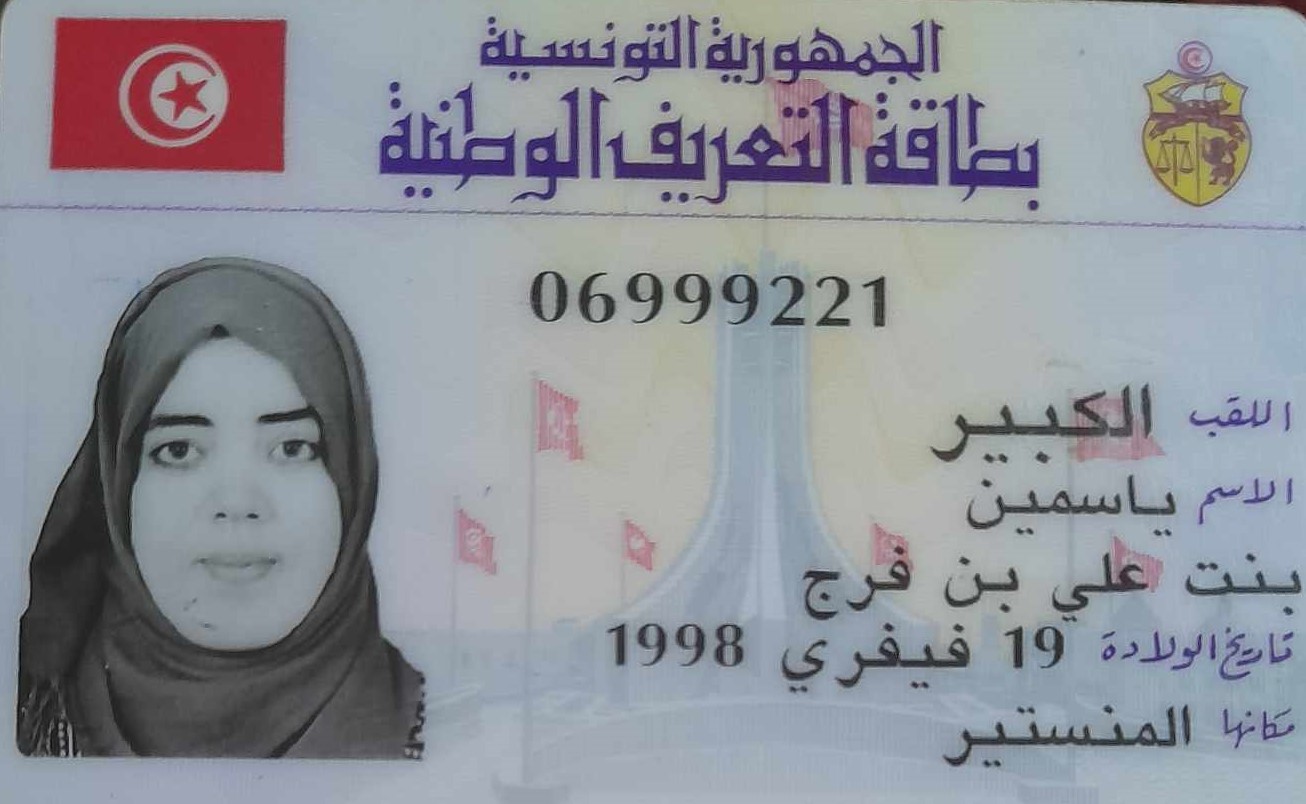 الجمهورية التونسية
بطاقة التعريف الوطنية
06999221
اللقب الكبير
الاسم ياسمين
بنت علي بن فرج
تاريخ الولادة 19 فيفري 1998
مكانها المنستير